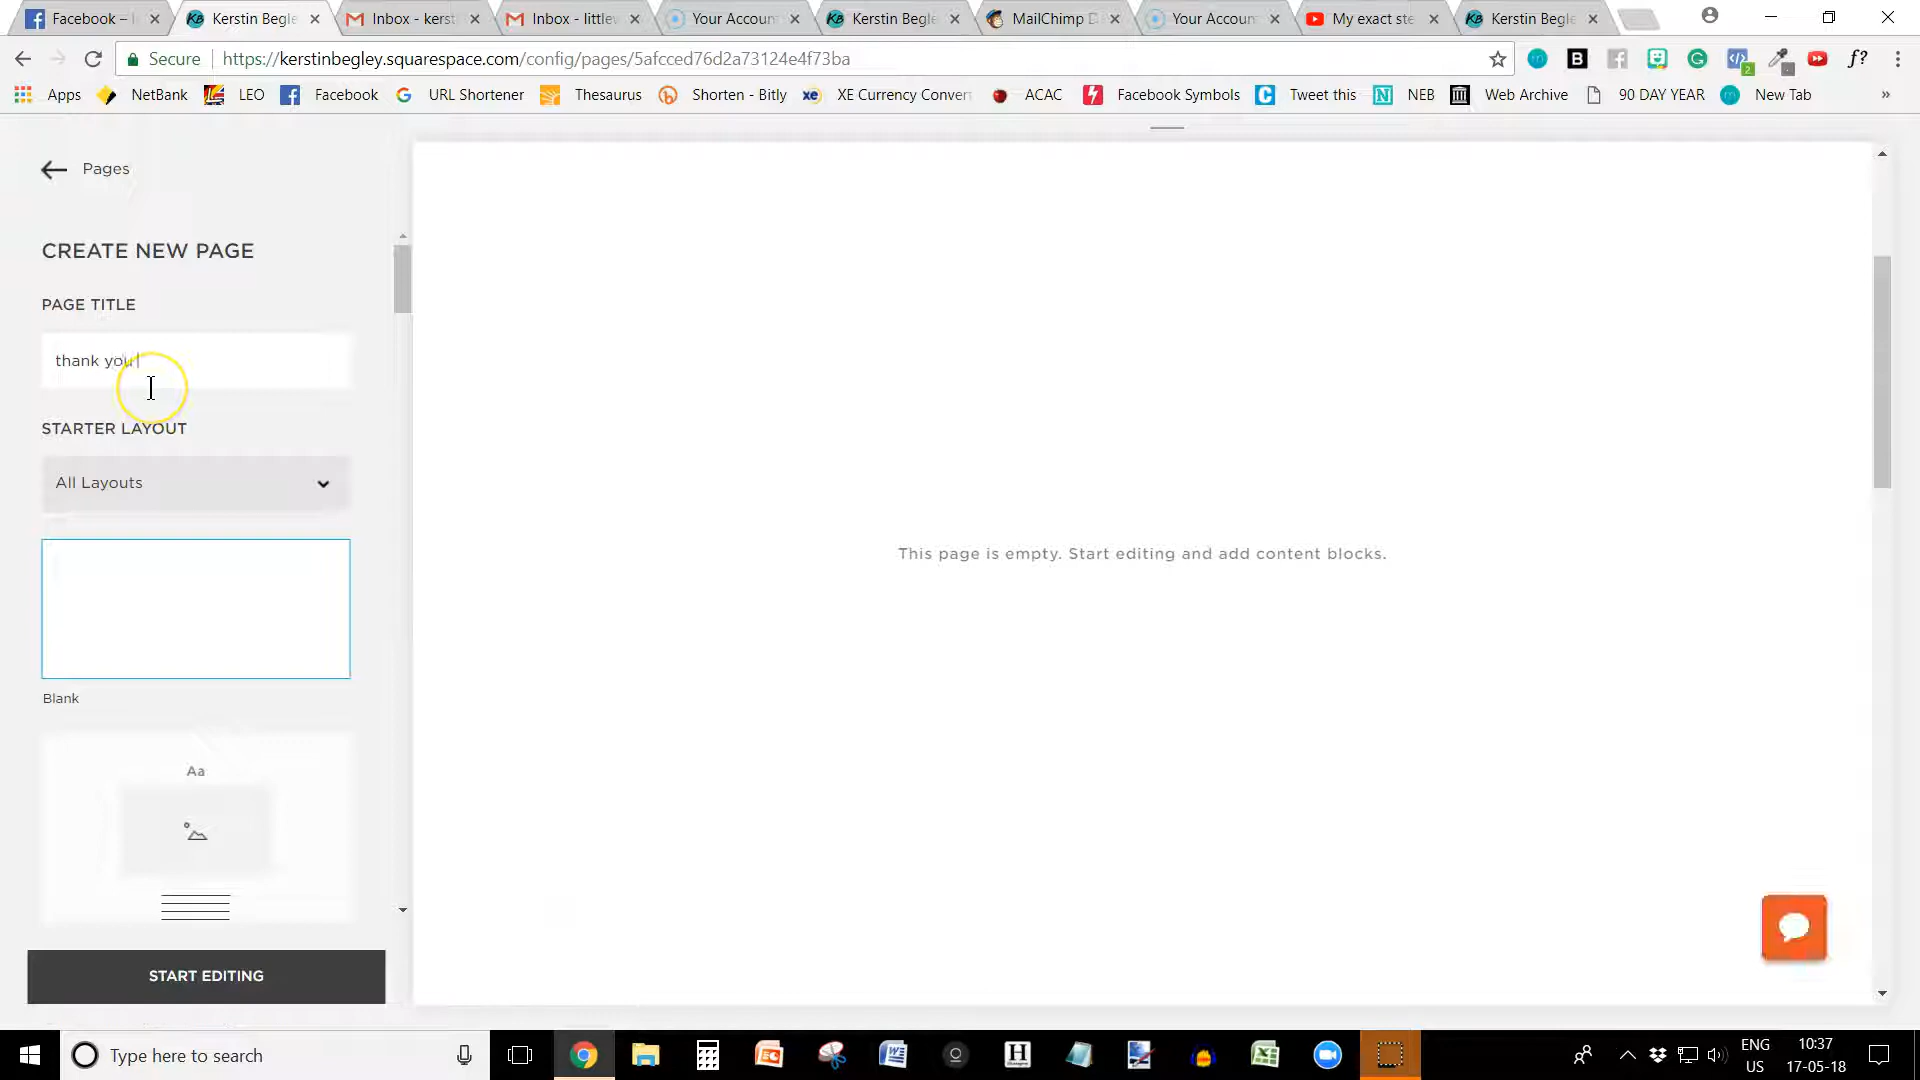 Facebook –
Kerstin Begle
Inbox - kerst
Inbox - littlew
Your Accoun
Kerstin Begle
MailChimp D
Your Accoun
My exact ste
Kerstin Begle
Secure https://kerstinbegley.squarespace.com/config/pages/5afcced76d2a73124e4f73ba
B
2
f?
Apps NetBank LEO Facebook URL Shortener Thesaurus Shorten - Bitly XE Currency Conver ACAC Facebook Symbols Tweet this NEB Web Archive 90 DAY YEAR New Tab »
Pages
CREATE NEW PAGE
PAGE TITLE
thank you
STARTER LAYOUT
All Layouts
Blank
Aa
START EDITING
This page is empty. Start editing and add content blocks.
Type here to search
ENG
US
10:37
17-05-18